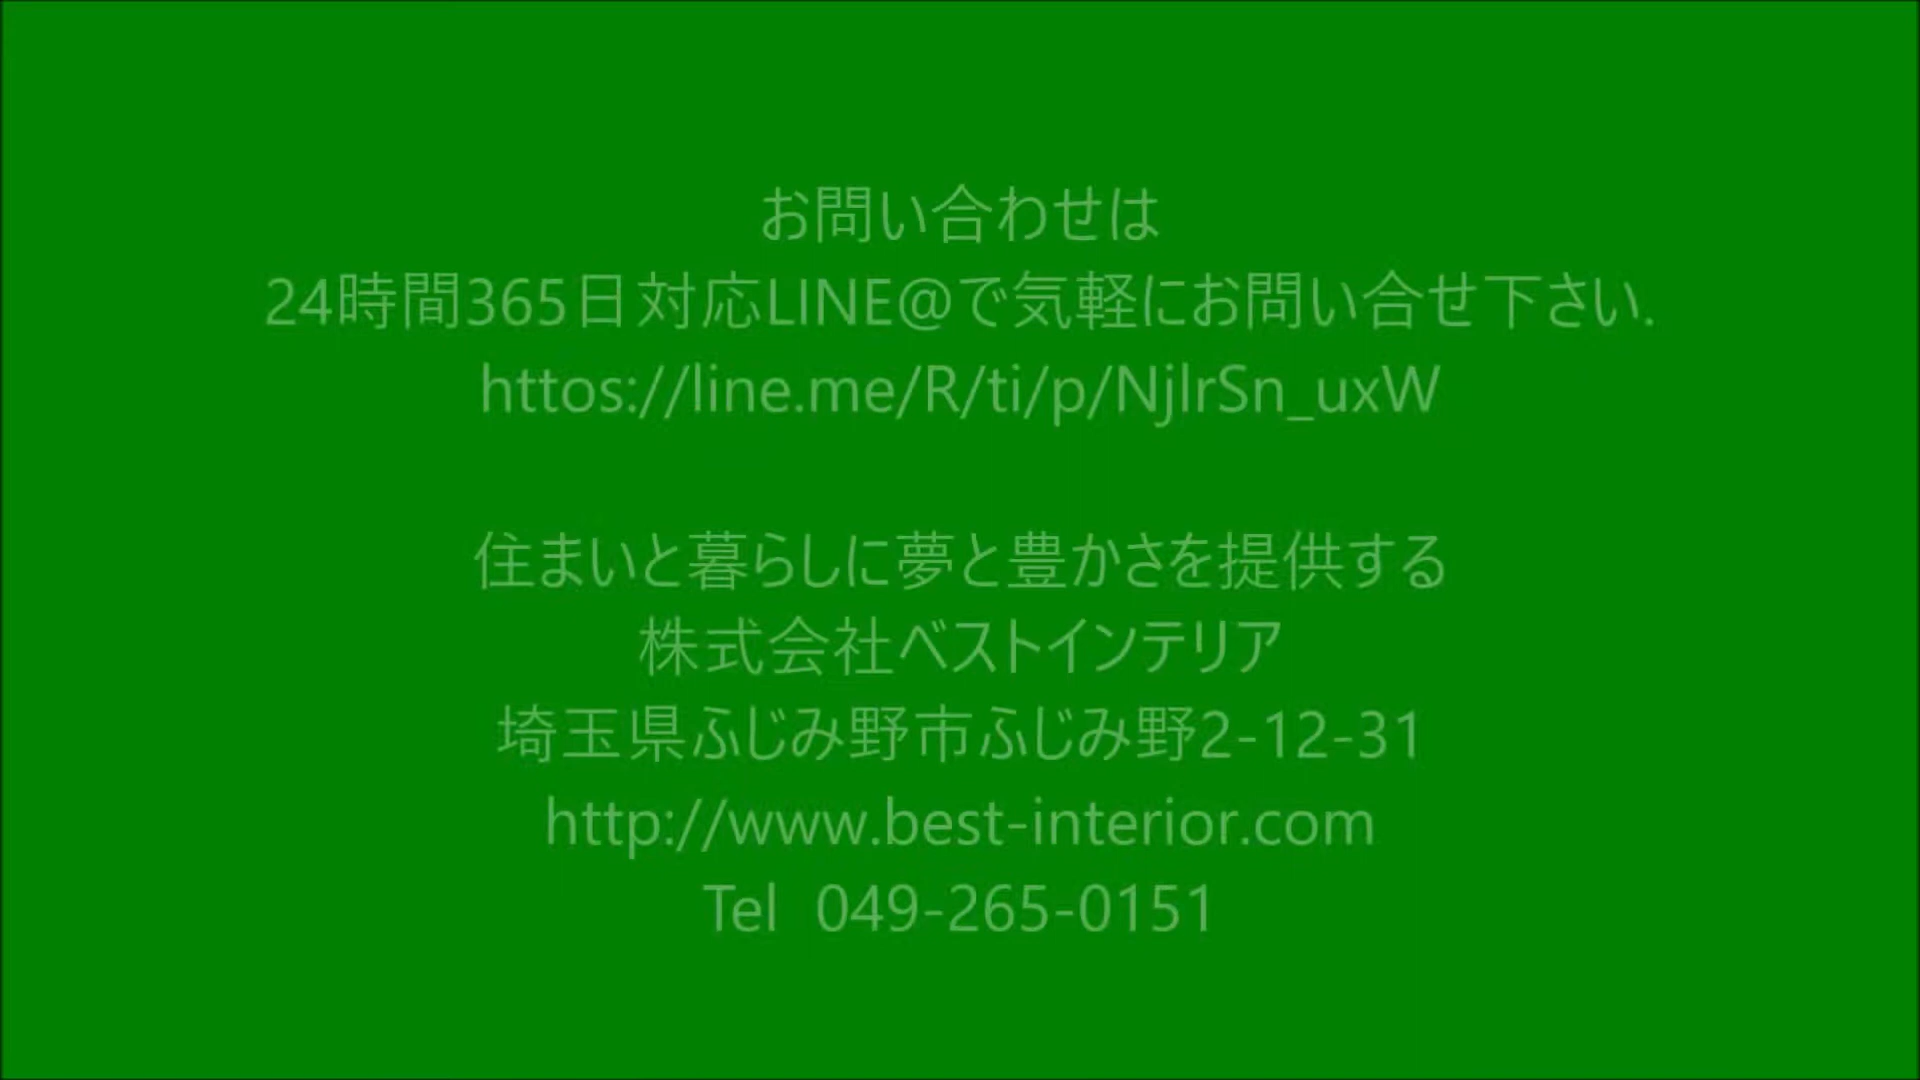 お問い合わせは
24時間365日対応LINE@で気軽にお問い合せ下さい.
httos://line.me/R/ti/p/NjlrSn_uxW
住まいと暮らしに夢と豊かさを提供する
株式会社ベストインテリア
埼玉県ふじみ野市ふじみ野2-12-31
http://www.best-interior.com
Tel 049-265-0151